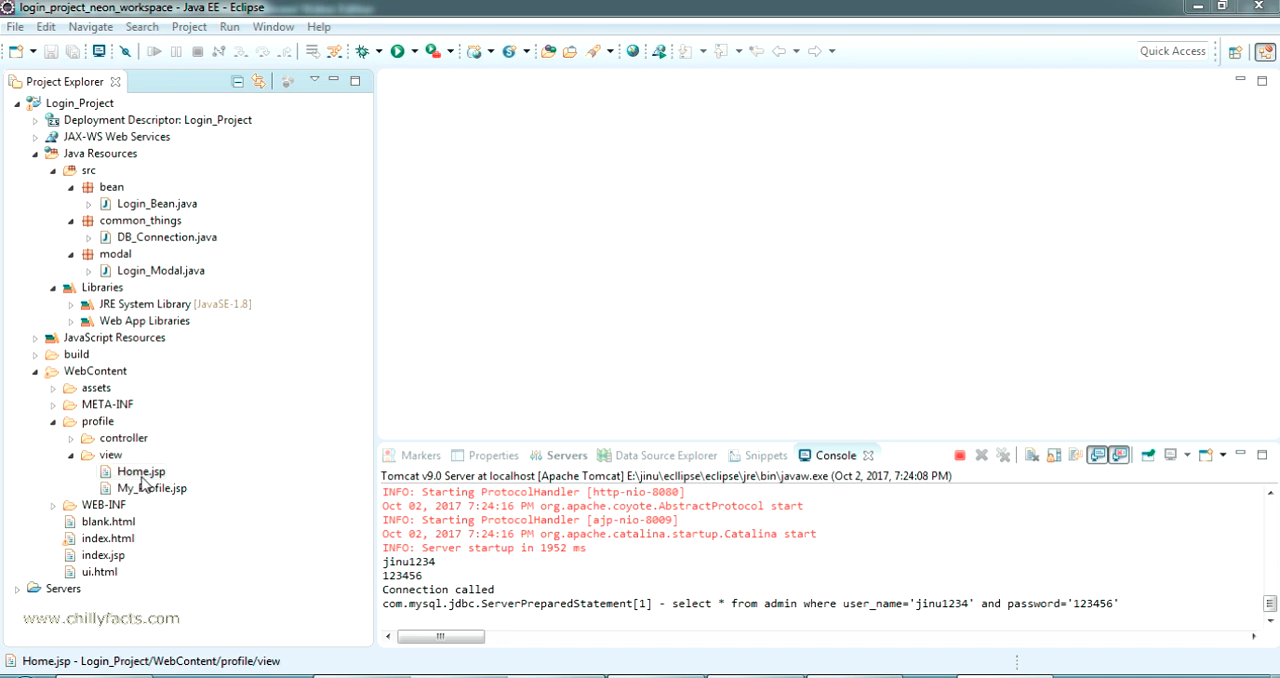 login_project_neon_workspace - Java EE - Eclipse
File Edit Navigate Search Project Run Window Help
Quick Access
Project Explorer
Login_Project
Deployment Descriptor: Login_Project
JAX-WS Web Services
Java Resources
src
bean
Login_Bean.java
common_things
DB_Connection.java
modal
Login_Modal.java
Libraries
JRE System Library [JavaSE-1.8]
Web App Libraries
JavaScript Resources
build
WebContent
assets
META-INF
profile
controller
view
Home.jsp
My_Profile.jsp
WEB-INF
blank.html
index.html
index.jsp
ui.html
Servers
www.chillyfacts.com
Markers Properties Servers Data Source Explorer Snippets Console
Tomcat v9.0 Server at localhost [Apache Tomcat] E:\jinu\ecllipse\eclipse\jre\bin\javaw.exe (Oct 2, 2017, 7:24:08 PM)
INFO: Starting ProtocolHandler [http-nio-8080]
Oct 02, 2017 7:24:16 PM org.apache.coyote.AbstractProtocol start
INFO: Starting ProtocolHandler [ajp-nio-8009]
Oct 02, 2017 7:24:16 PM org.apache.catalina.startup.Catalina start
INFO: Server startup in 1952 ms
jinu1234
123456
Connection called
com.mysql.jdbc.ServerPreparedStatement[1] - select * from admin where user_name='jinu1234' and password='123456'
Home.jsp - Login_Project/WebContent/profile/view